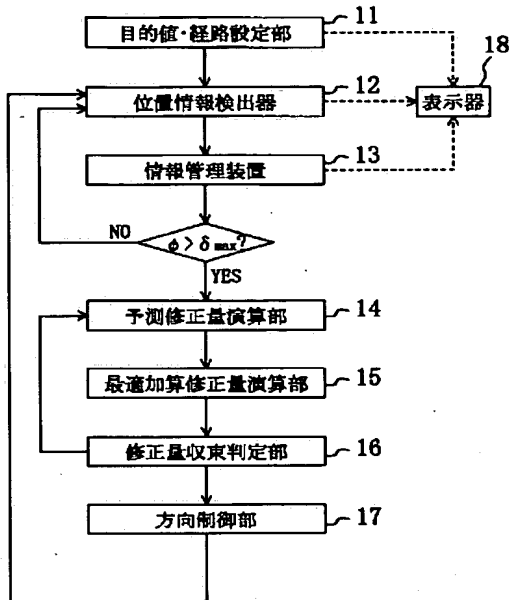 目的値・経路設定部
11
18
位置情報検出器
12
表示器
情報管理装置
13
NO
φ > δ max?
YES
予測修正量演算部
14
最適加算修正量演算部
15
修正量収束判定部
16
方向制御部
17